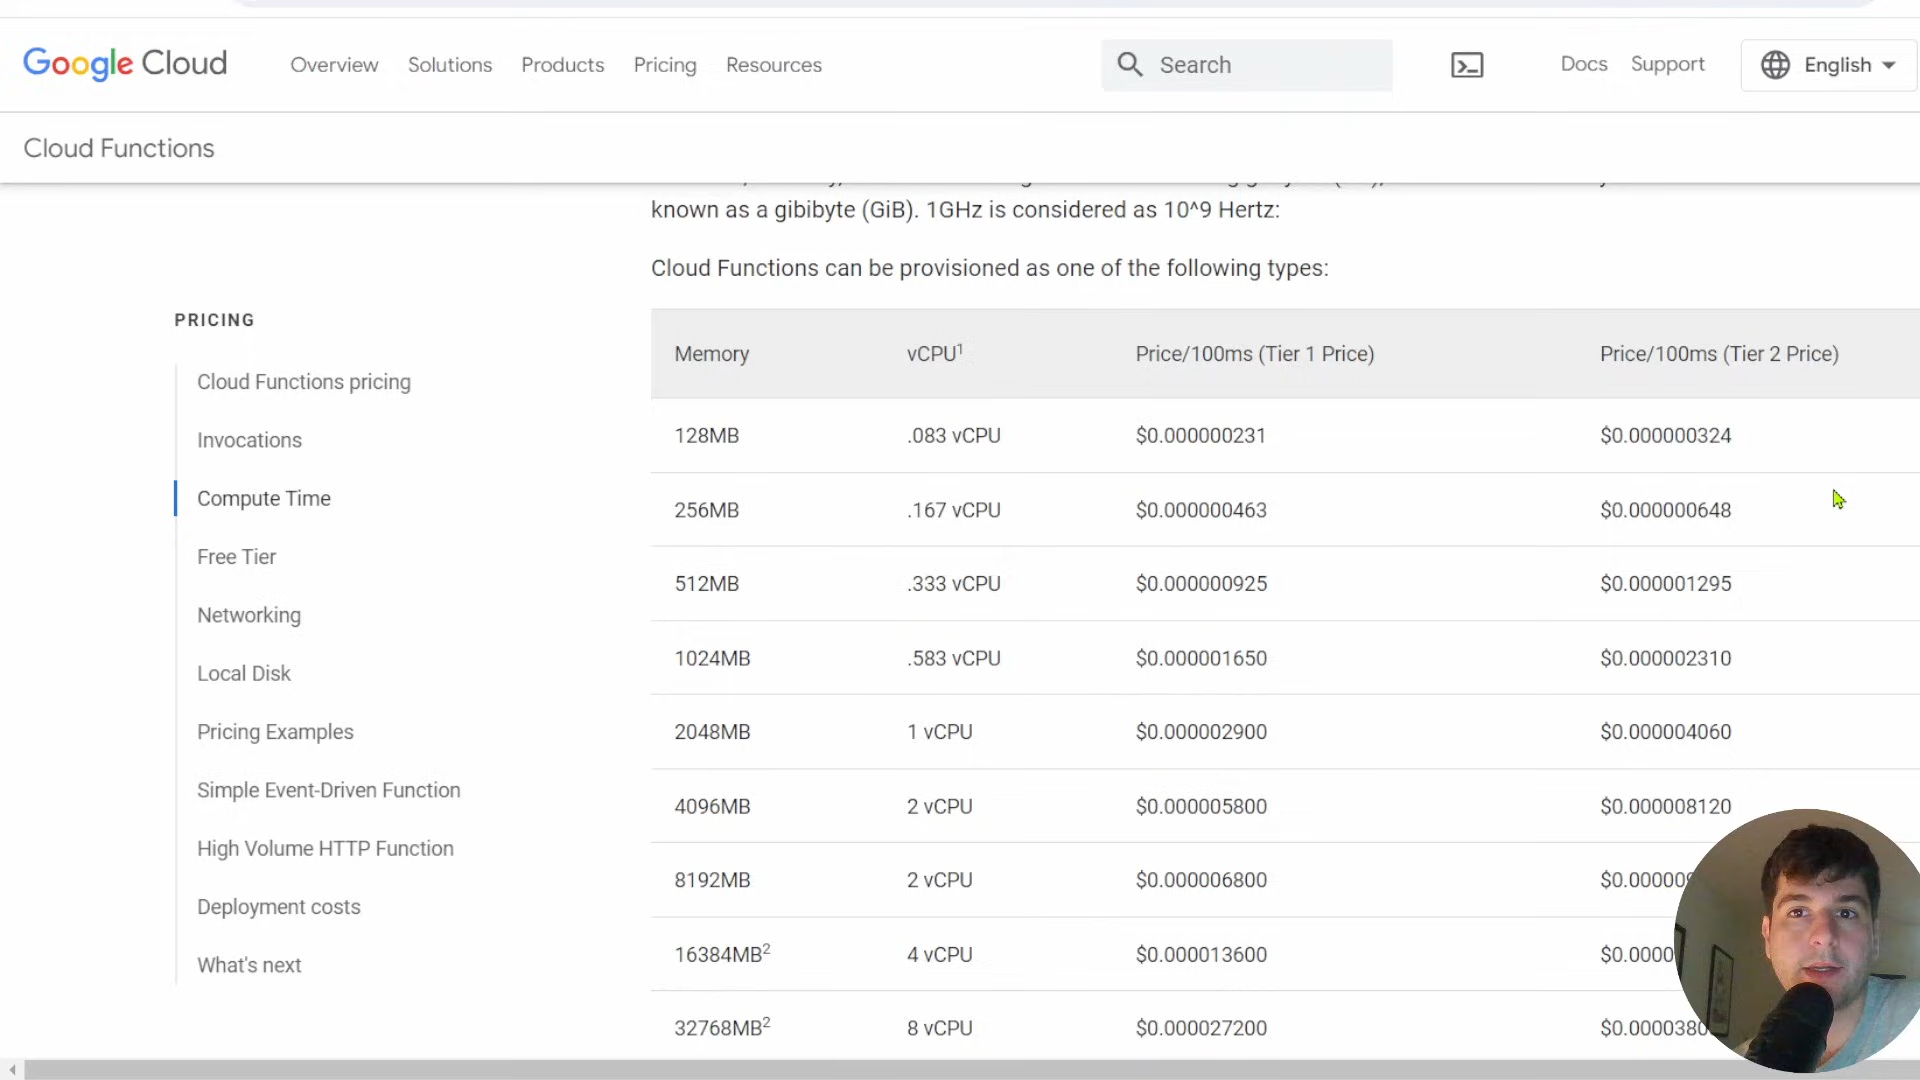 Google Cloud Overview Solutions Products Pricing Resources Search Docs Support English
Cloud Functions
known as a gibibyte (GiB). 1GHz is considered as 10^9 Hertz:
Cloud Functions can be provisioned as one of the following types:
PRICING
Cloud Functions pricing
Invocations
Compute Time
Free Tier
Networking
Local Disk
Pricing Examples
Simple Event-Driven Function
High Volume HTTP Function
Deployment costs
What's next
Memory vCPU1 Price/100ms (Tier 1 Price) Price/100ms (Tier 2 Price)
128MB .083 vCPU $0.000000231 $0.000000324
256MB .167 vCPU $0.000000463 $0.000000648
512MB .333 vCPU $0.000000925 $0.000001295
1024MB .583 vCPU $0.000001650 $0.000002310
2048MB 1 vCPU $0.000002900 $0.000004060
4096MB 2 vCPU $0.000005800 $0.000008120
8192MB 2 vCPU $0.000006800
16384MB2 4 vCPU $0.000013600
32768MB2 8 vCPU $0.000027200